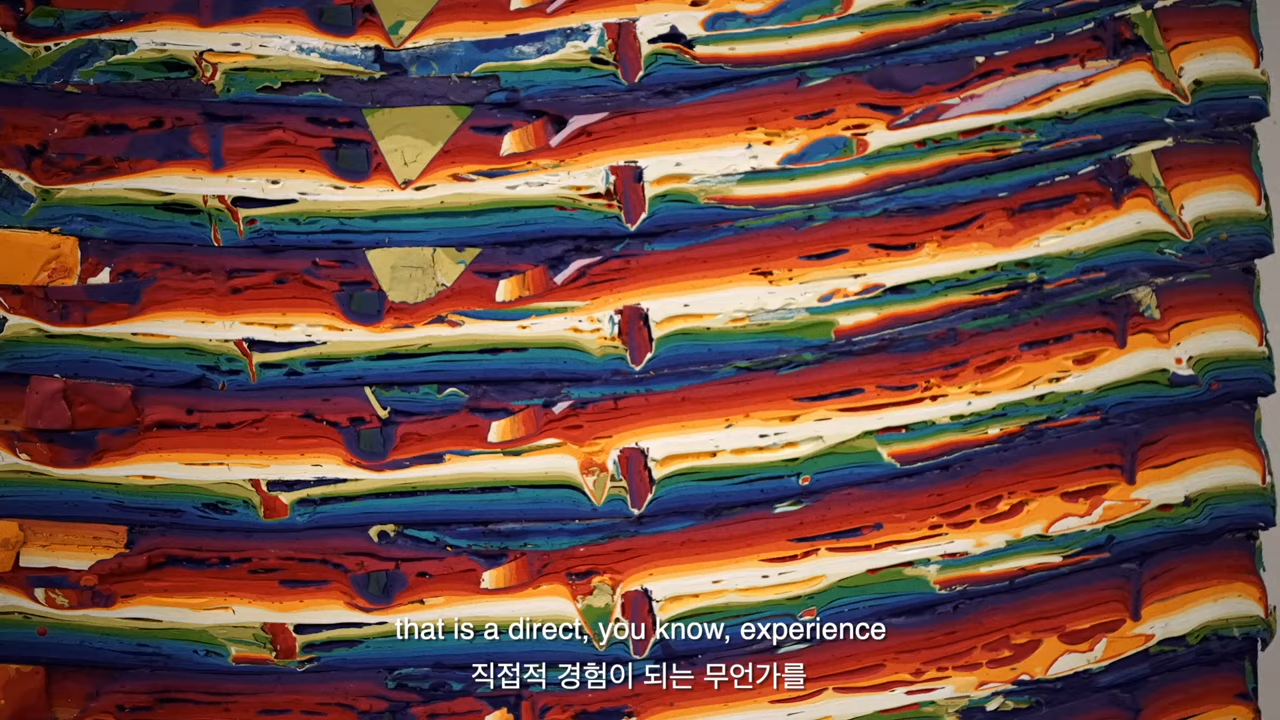 that is a direct, you know, experience
직접적 경험이 되는 무언가를